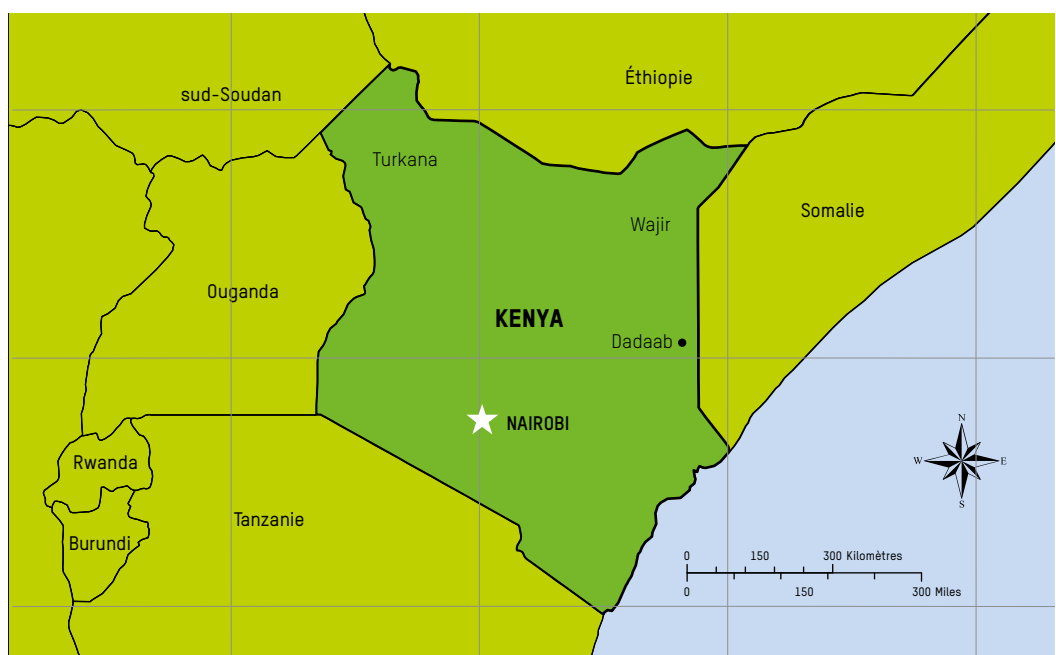 Éthiopie
sud-Soudan
Turkana
Somalie
Wajir
Ouganda
KENYA
Dadaab
NAIROBI
Rwanda
Tanzanie
Burundi
N
W E
S
0 150 300 Kilomètres
0 150 300 Miles